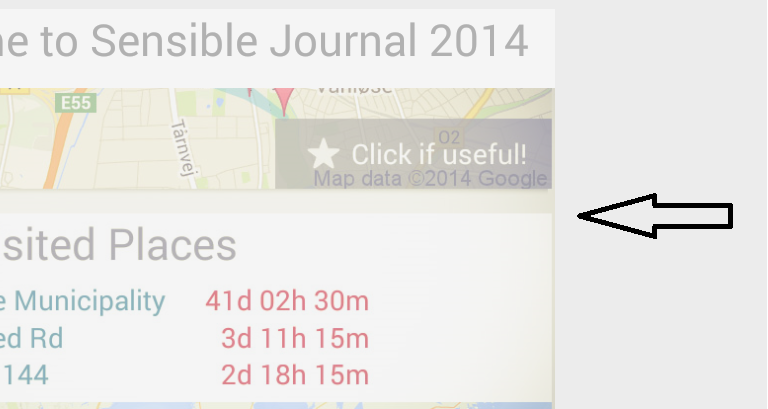 ne to Sensible Journal 2014
E55
Vanløse
Tårnvej
O2
Click if useful!
Map data ©2014 Google
sited Places
e Municipality 41d 02h 30m
ed Rd 3d 11h 15m
144 2d 18h 15m